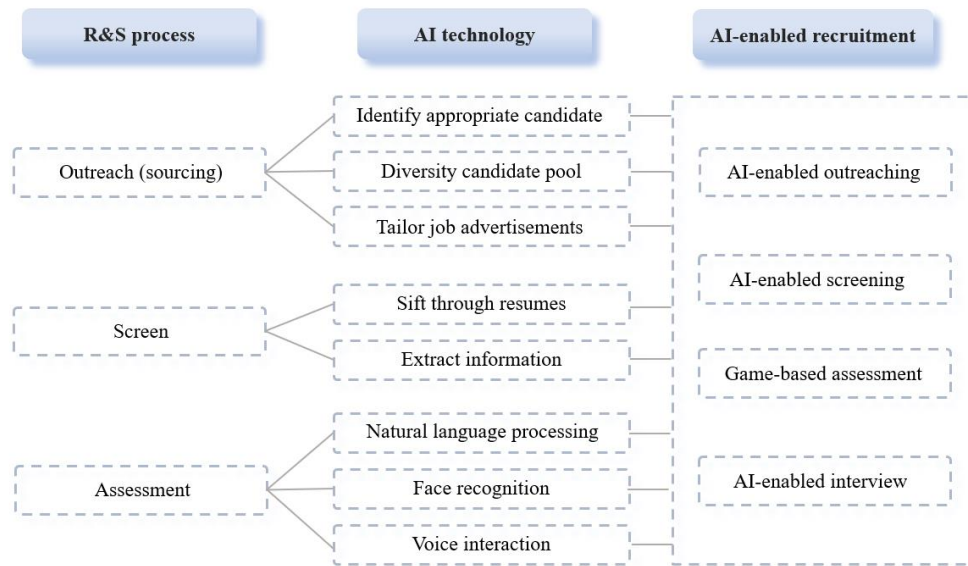 R&S process
AI technology
AI-enabled recruitment
Outreach (sourcing)
Identify appropriate candidate
Diversity candidate pool
Tailor job advertisements
AI-enabled outreaching
Screen
Sift through resumes
Extract information
AI-enabled screening
Game-based assessment
Assessment
Natural language processing
Face recognition
Voice interaction
AI-enabled interview